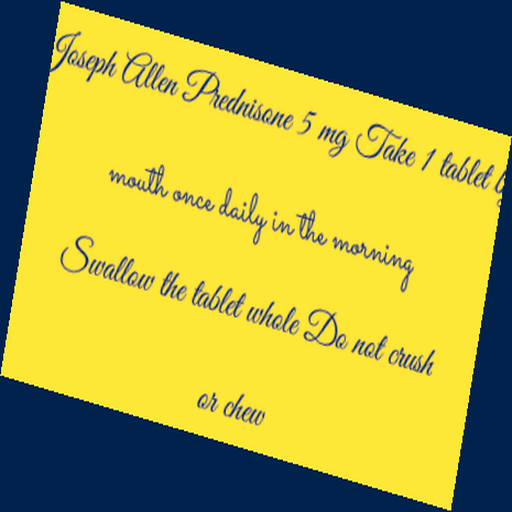 Joseph Allen Prednisone 5 mg Take 1 tablet
mouth once daily in the morning
Swallow the tablet whole Do not crush
or chew